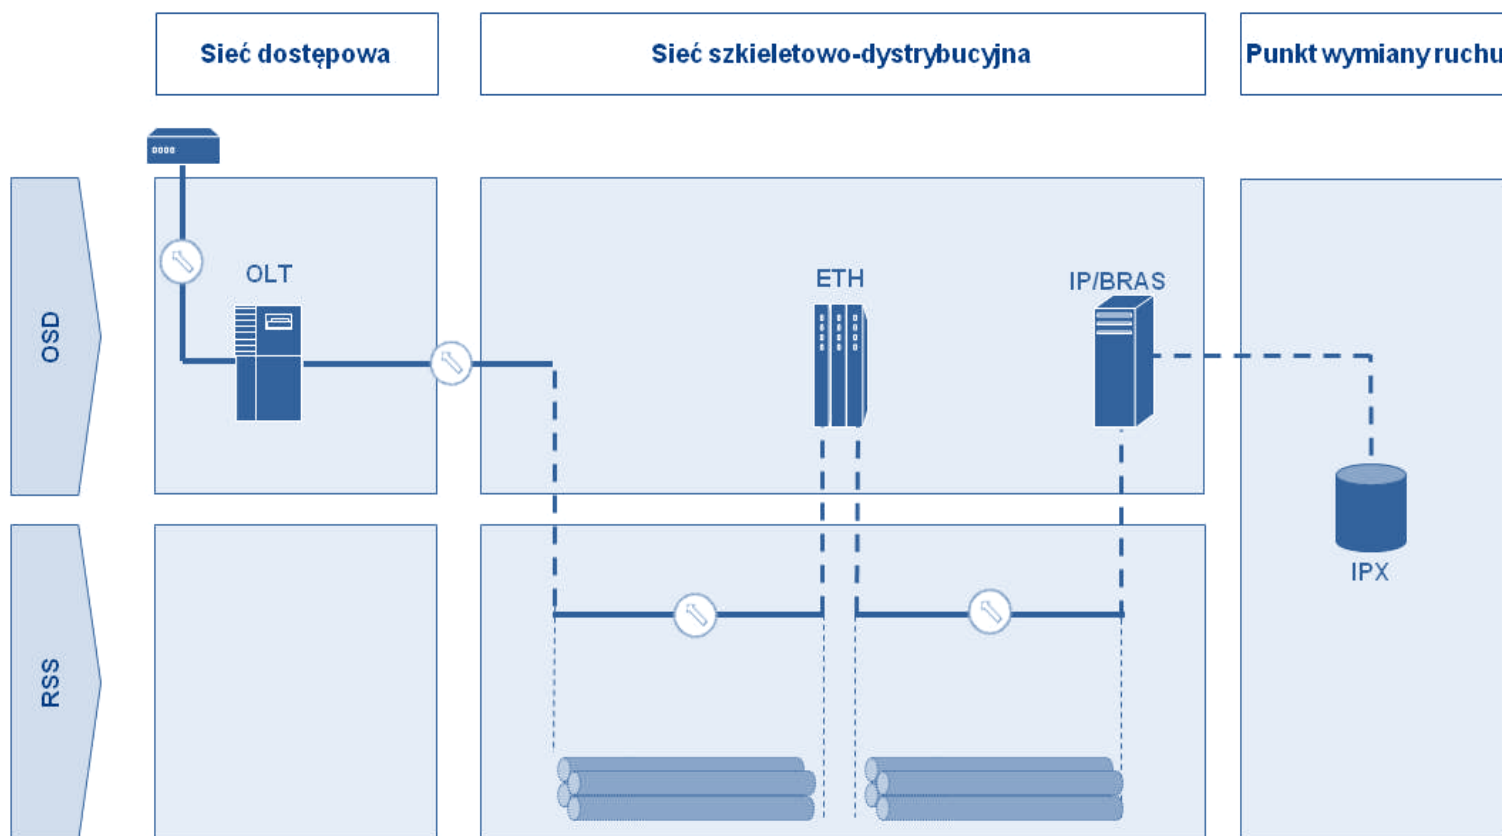 Sieć dostępowa
Sieć szkieletowo-dystrybucyjna
Punkt wymiany ruchu
OSD
OLT
ETH
IP/BRAS
IPX
RSS